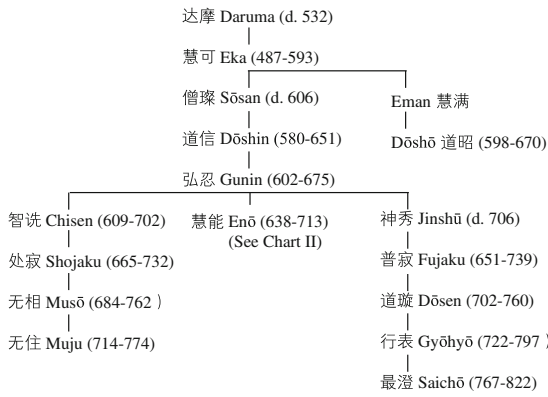 达摩 Daruma (d. 532)
慧可 Eka (487-593)
僧璨 Sōsan (d. 606)
Eman 慧满
道信 Dōshin (580-651)
Dōshō 道昭 (598-670)
弘忍 Gunin (602-675)
智诜 Chisen (609-702)
慧能 Enō (638-713)
(See Chart II)
神秀 Jinshū (d. 706)
处寂 Shojaku (665-732)
普寂 Fujaku (651-739)
无相 Musō (684-762 )
道璇 Dōsen (702-760)
无住 Muju (714-774)
行表 Gyōhyō (722-797 )
最澄 Saichō (767-822)